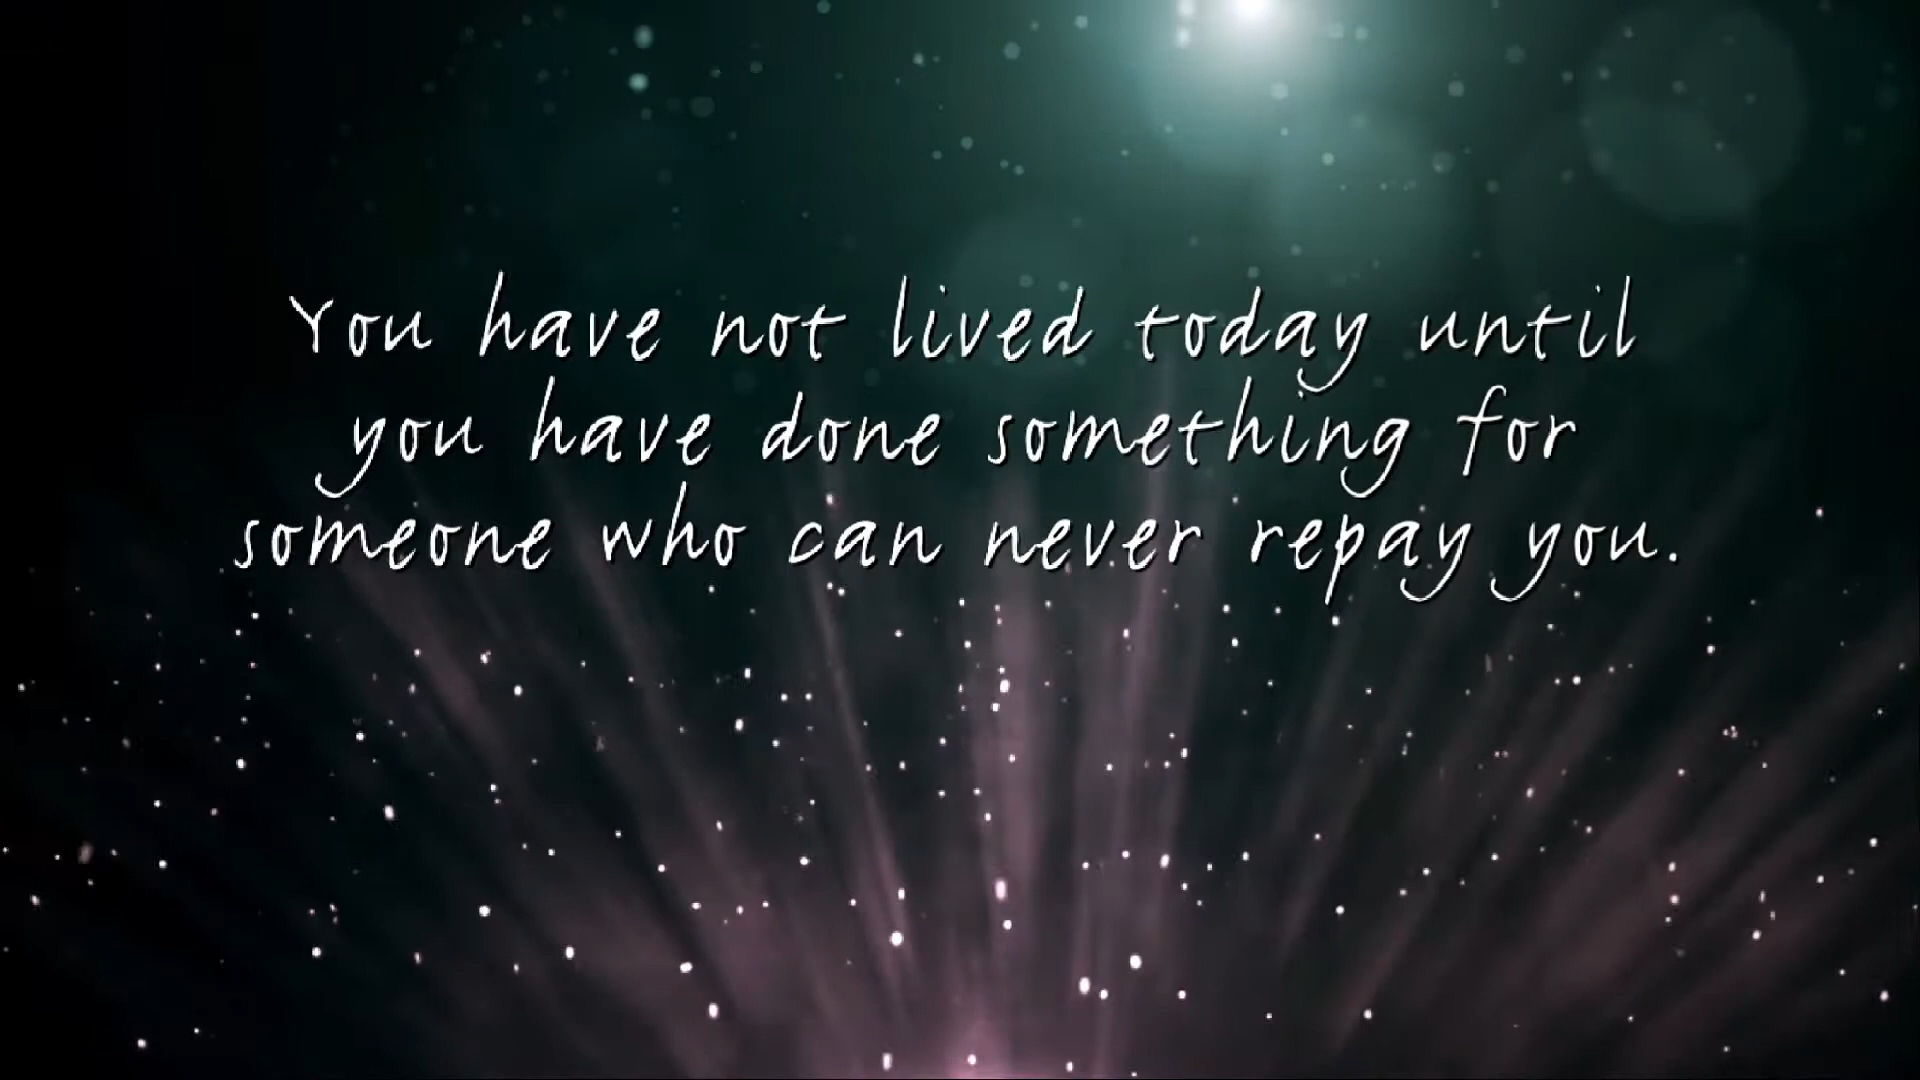 You have not lived today until
you have done something for
someone who can never repay you.